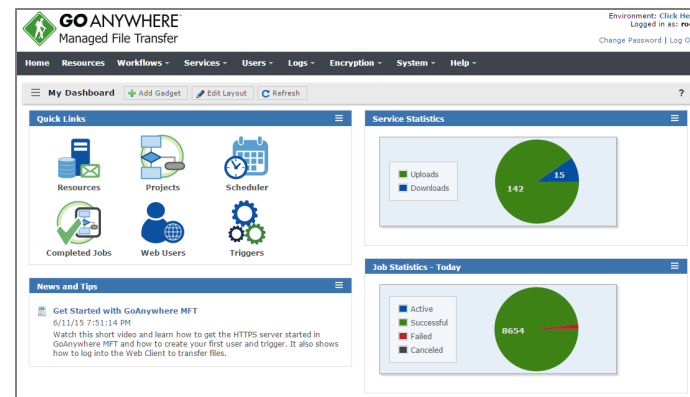 GO ANYWHERE
Managed File Transfer
Environment: Click He
Logged in as: ro
Change Password | Log O
Home Resources Workflows Services Users Logs Encryption System Help
My Dashboard Add Gadget Edit Layout Refresh ?
Quick Links
Resources Projects Scheduler
Completed Jobs Web Users Triggers
News and Tips
Get Started with GoAnywhere MFT
6/11/15 7:51:14 PM
Watch this short video and learn how to get the HTTPS server started in
GoAnywhere MFT and how to create your first user and trigger. It also shows
how to log into the Web Client to transfer files.
Service Statistics
Uploads
Downloads
142
15
Job Statistics - Today
Active
Successful
Failed
Canceled
8654